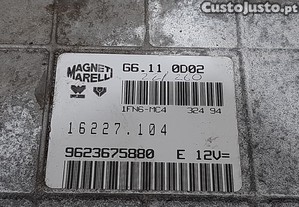 CustoJusto.pt
MAGNETI MARELLI
G6.11 0D02
1FN6-MC4 324 94
16227.104
9623675880 E 12V=